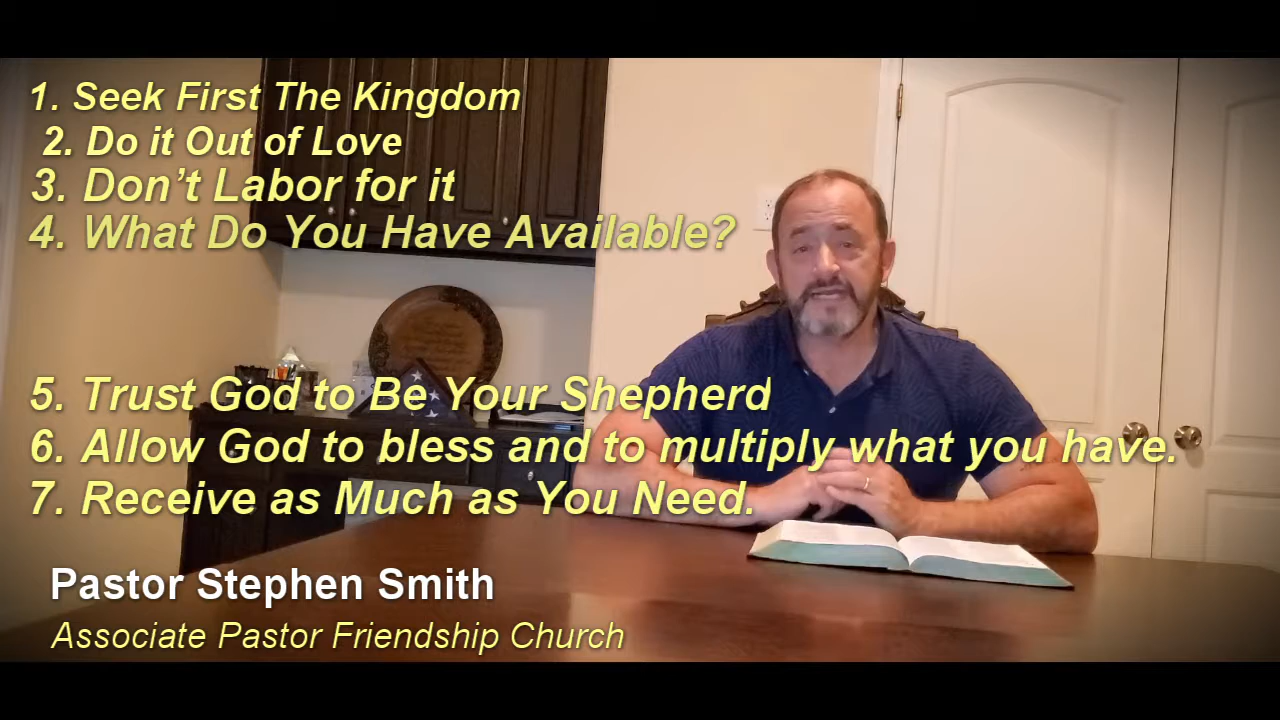 1. Seek First The Kingdom
2. Do it Out of Love
3. Don’t Labor for it
4. What Do You Have Available?
5. Trust God to Be Your Shepherd
6. Allow God to bless and to multiply what you have.
7. Receive as Much as You Need.
Pastor Stephen Smith
Associate Pastor Friendship Church